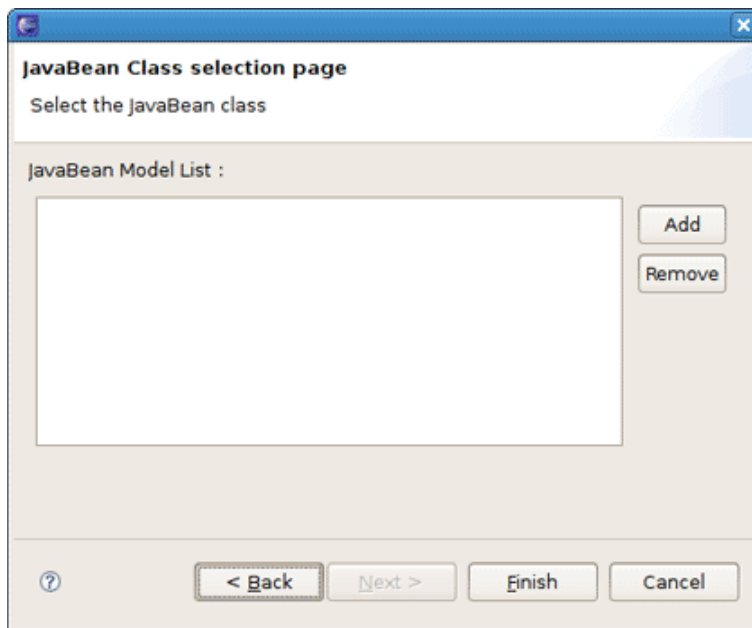 JavaBean Class selection page
Select the JavaBean class
JavaBean Model List :
Add
Remove
?
< Back
Next >
Finish
Cancel